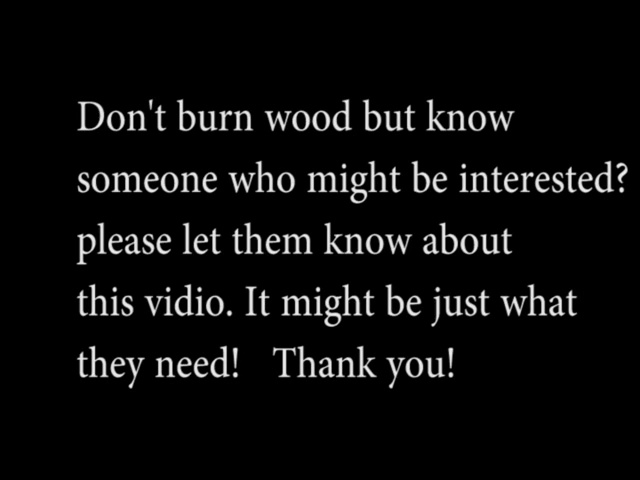 Don't burn wood but know
someone who might be interested?
please let them know about
this vidio. It might be just what
they need!   Thank you!